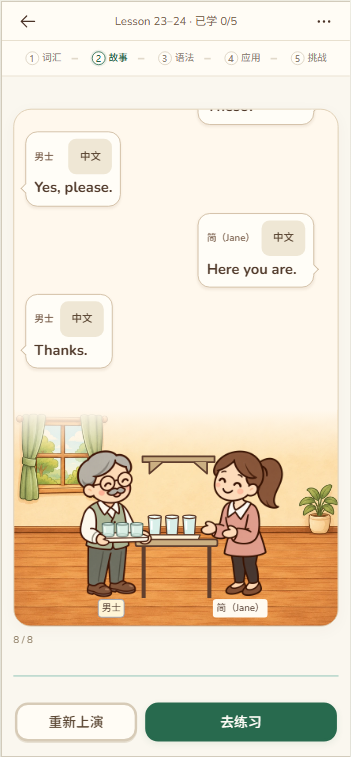 Lesson 23–24 · 已学 0/5
1 词汇 – 2 故事 – 3 语法 – 4 应用 – 5 挑战
男士 中文
Yes, please.
简（Jane） 中文
Here you are.
男士 中文
Thanks.
男士 简（Jane）
8 / 8
重新上演 去练习